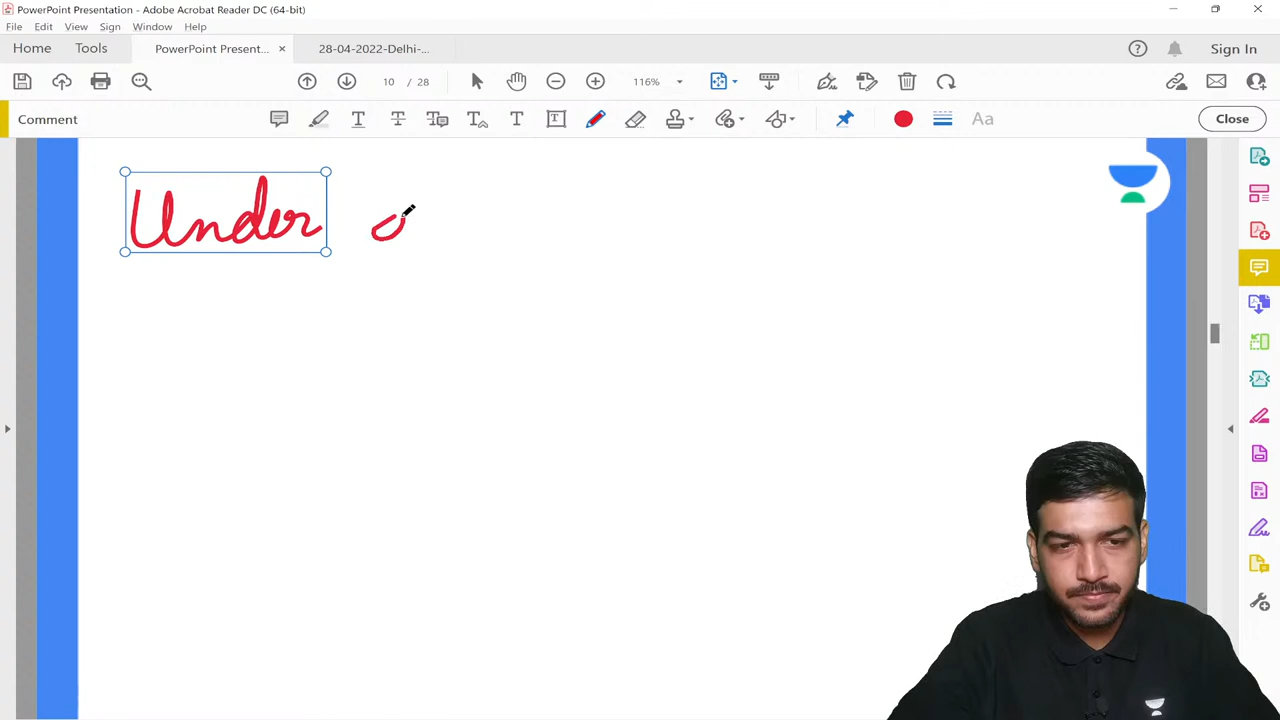 PowerPoint Presentation - Adobe Acrobat Reader DC (64-bit)
File Edit View Sign Window Help
Home Tools PowerPoint Present... × 28-04-2022-Delhi-... Sign In
10 / 28 116%
Comment Aa Close
Under